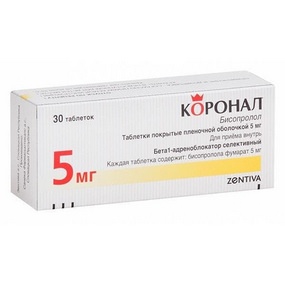 30 таблеток
КОРОНАЛ
Бисопролол
Таблетки покрытые пленочной оболочкой 5 мг
Для приёма внутрь
Бета1-адреноблокатор селективный
Каждая таблетка содержит: бисопролола фумарат 5 мг
5 мг
ZENTIVA